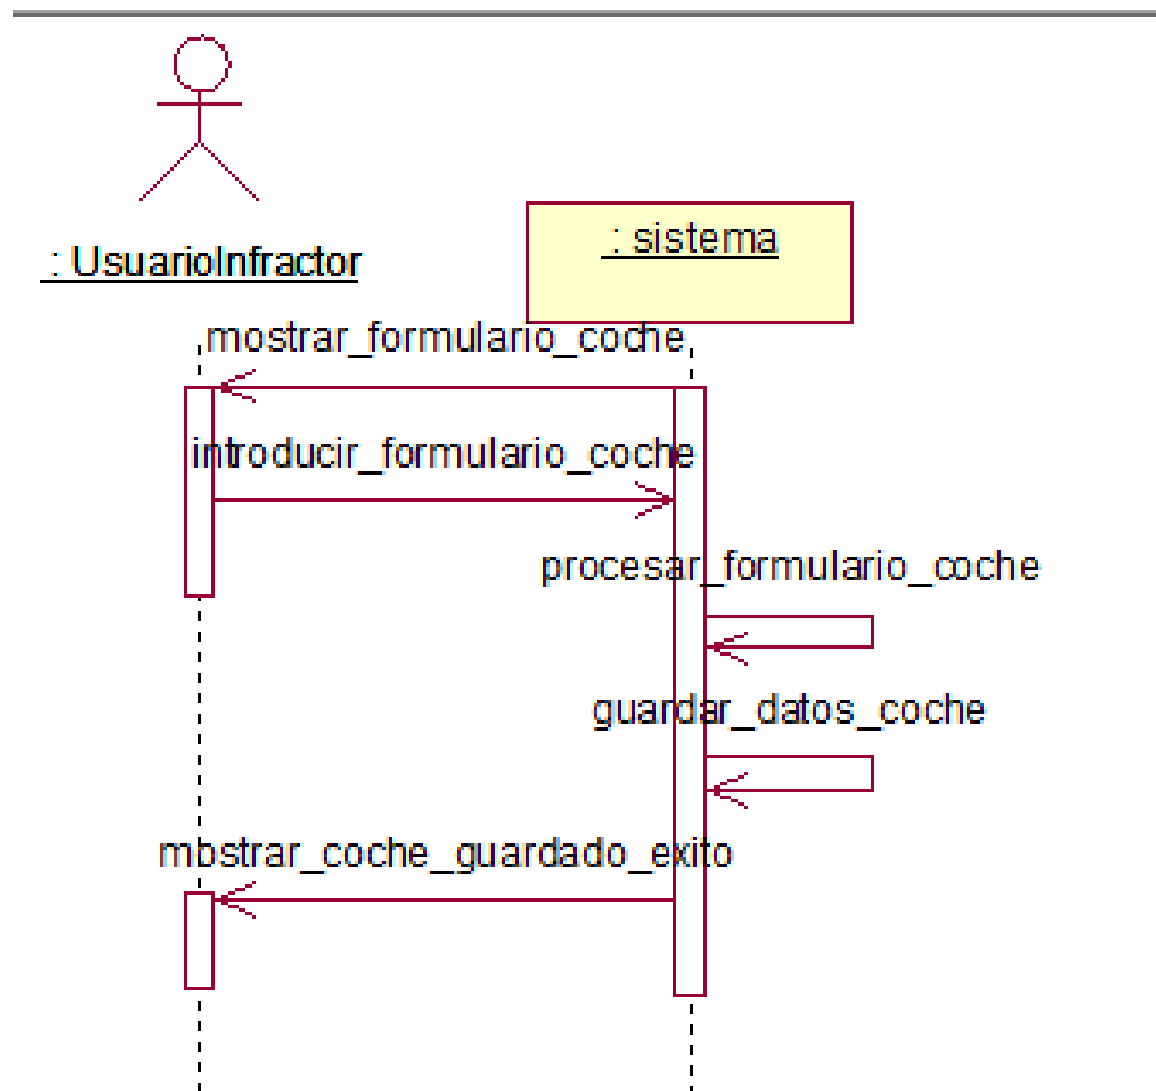 : UsuarioInfractor
: sistema
mostrar_formulario_coche
introducir_formulario_coche
procesar_formulario_coche
guardar_datos_coche
mostrar_coche_guardado_exito